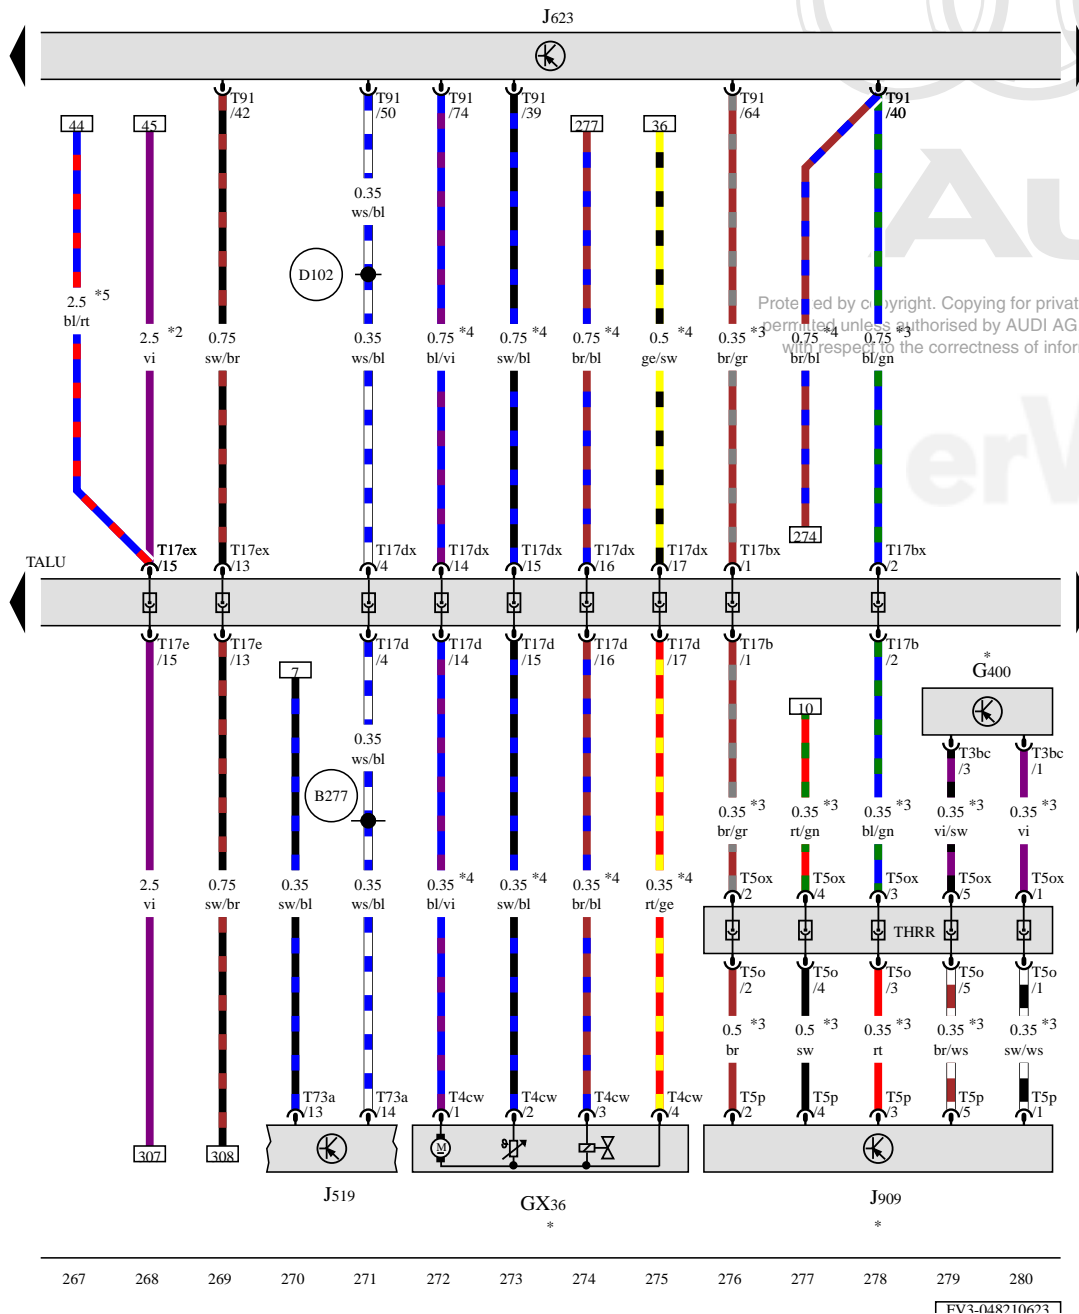 J623
T91 /42
T91 /50
T91 /74
T91 /39
T91 /64
T91 /40
44
45
277
36
0.35
ws/bl
D102
Au
2.5 *5
bl/rt
2.5 *2
vi
0.75
sw/br
0.35
ws/bl
0.75 *4
bl/vi
0.75 *4
sw/bl
0.75 *4
br/bl
0.5 *4
ge/sw
0.35 *3
br/gr
0.75 *4
br/bl
0.75 *3
bl/gn
Protected by copyright. Copying for privat
permitted unless authorised by AUDI AG
with respect to the correctness of infor
erW
274
TALU
T17ex /15
T17ex /13
T17dx /4
T17dx /14
T17dx /15
T17dx /16
T17dx /17
T17bx /1
T17bx /2
T17e /15
T17e /13
T17d /4
T17d /14
T17d /15
T17d /16
T17d /17
T17b /1
T17b /2
*
G400
7
10
0.35
ws/bl
B277
T3bc /3
T3bc /1
0.35 *3
br/gr
0.35 *3
rt/gn
0.35 *3
bl/gn
0.35 *3
vi/sw
0.35 *3
vi
2.5
vi
0.75
sw/br
0.35
sw/bl
0.35
ws/bl
0.35 *4
bl/vi
0.35 *4
sw/bl
0.35 *4
br/bl
0.35 *4
rt/ge
T5ox /2
T5ox /4
T5ox /3
T5ox /5
T5ox /1
THRR
T5o /2
T5o /4
T5o /3
T5o /5
T5o /1
0.5 *3
br
0.5 *3
sw
0.35 *3
rt
0.35 *3
br/ws
0.35 *3
sw/ws
T73a /13
T73a /14
T4cw /1
T4cw /2
T4cw /3
T4cw /4
T5p /2
T5p /4
T5p /3
T5p /5
T5p /1
M
307
308
J519
GX36
*
J909
*
267 268 269 270 271 272 273 274 275 276 277 278 279 280
EV3-048210623